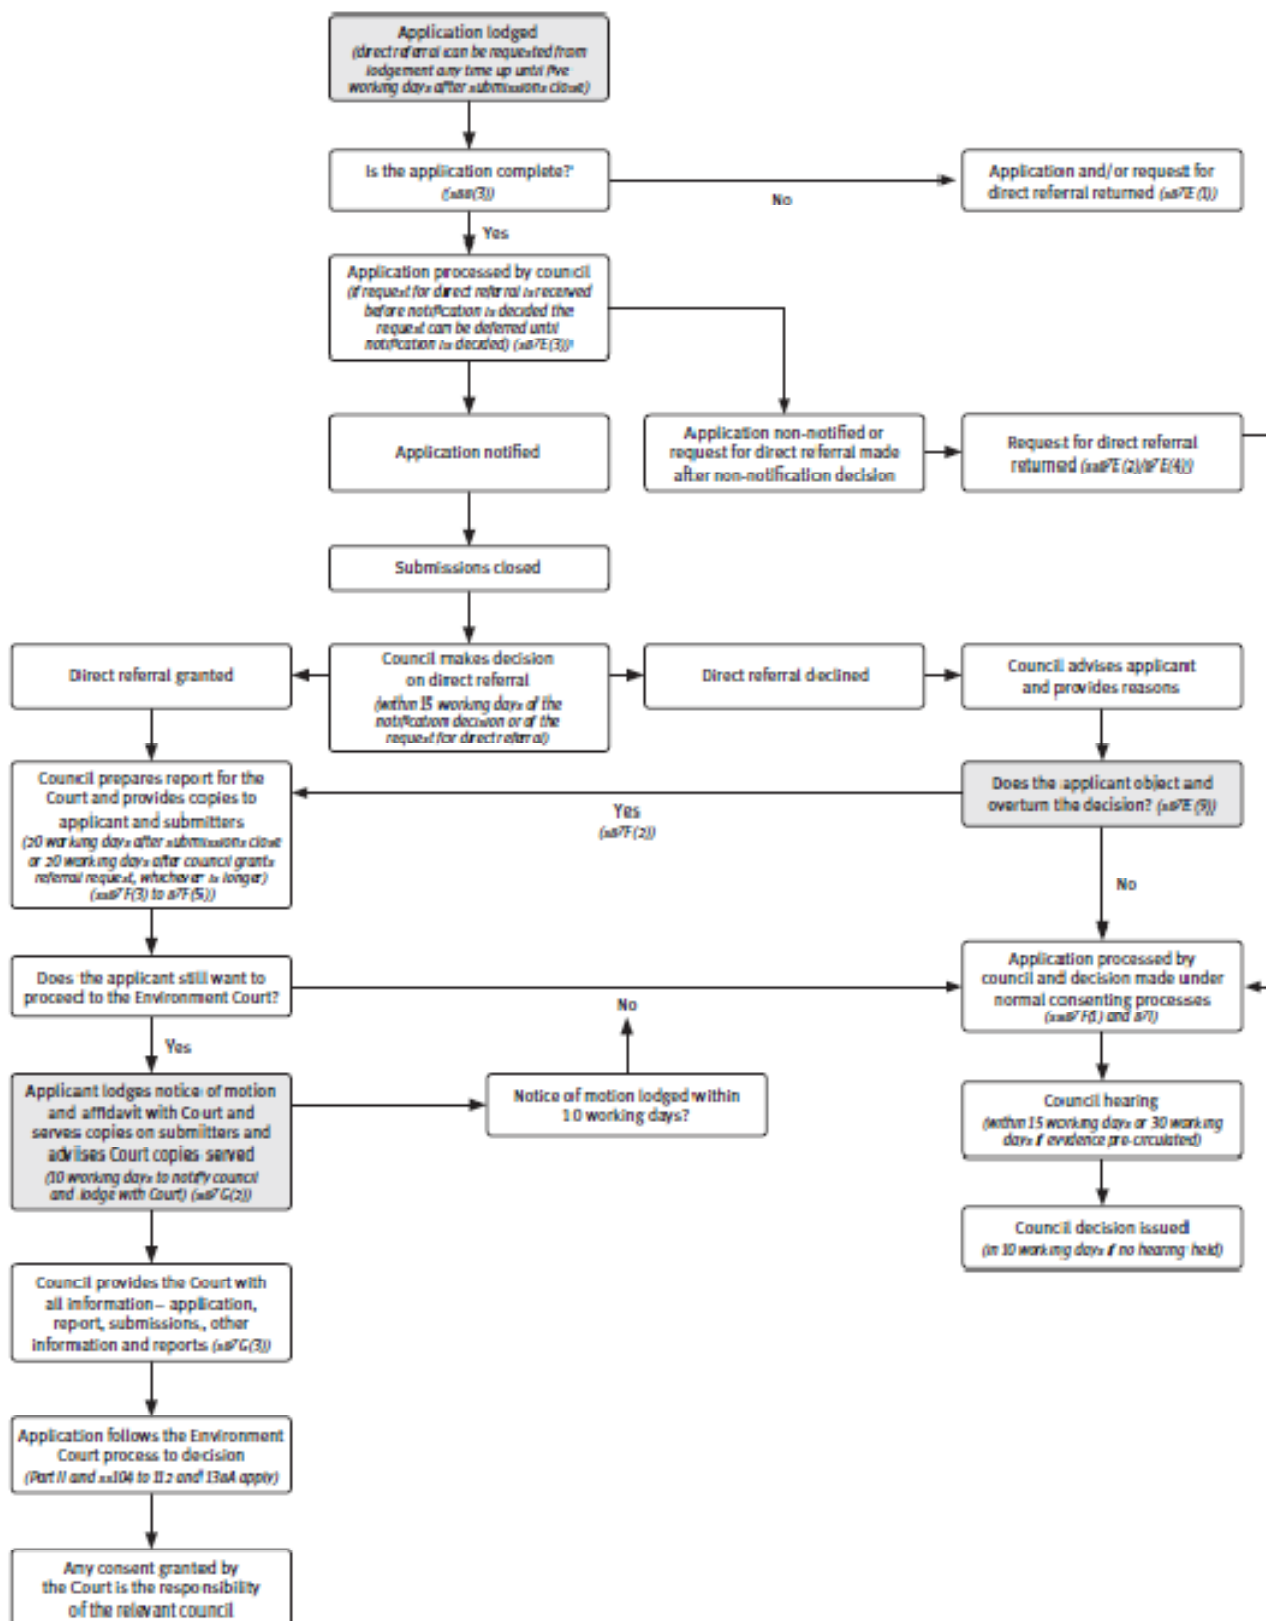 Application lodged
(direct referral can be requested from
lodgement any time up until five
working days after submissions close)
Is the application complete?
(s88(3))
No
Application and/or request for
direct referral returned (s87E(1))
Yes
Application processed by council
(if request for direct referral is received
before notification is decided the
request can be deferred until
notification is decided) (s87E(3))
Application notified
Application non-notified or
request for direct referral made
after non-notification decision
Request for direct referral
returned (ss87E(2)/87E(4))
Submissions closed
Direct referral granted
Council makes decision
on direct referral
(within 15 working days of the
notification decision or of the
request for direct referral)
Direct referral declined
Council advises applicant
and provides reasons
Council prepares report for the
Court and provides copies to
applicant and submitters
(20 working days after submissions close
or 20 working days after council grants
referral request, whichever is longer)
(ss87F(3) to 87F(5))
Yes
(s87F(2))
Does the applicant object and
overturn the decision? (s87E(9))
No
Does the applicant still want to
proceed to the Environment Court?
No
Application processed by
council and decision made under
normal consenting processes
(ss87F(1) and 87I)
Yes
Applicant lodges notice of motion
and affidavit with Court and
serves copies on submitters and
advises Court copies served
(10 working days to notify council
and lodge with Court) (s87G(2))
Notice of motion lodged within
10 working days?
Council hearing
(within 15 working days or 30 working
days if evidence pre-circulated)
Council decision issued
(in 10 working days if no hearing held)
Council provides the Court with
all information – application,
report, submissions, other
information and reports (s87G(3))
Application follows the Environment
Court process to decision
(Part II and ss104 to 112 and 138A apply)
Any consent granted by
the Court is the responsibility
of the relevant council